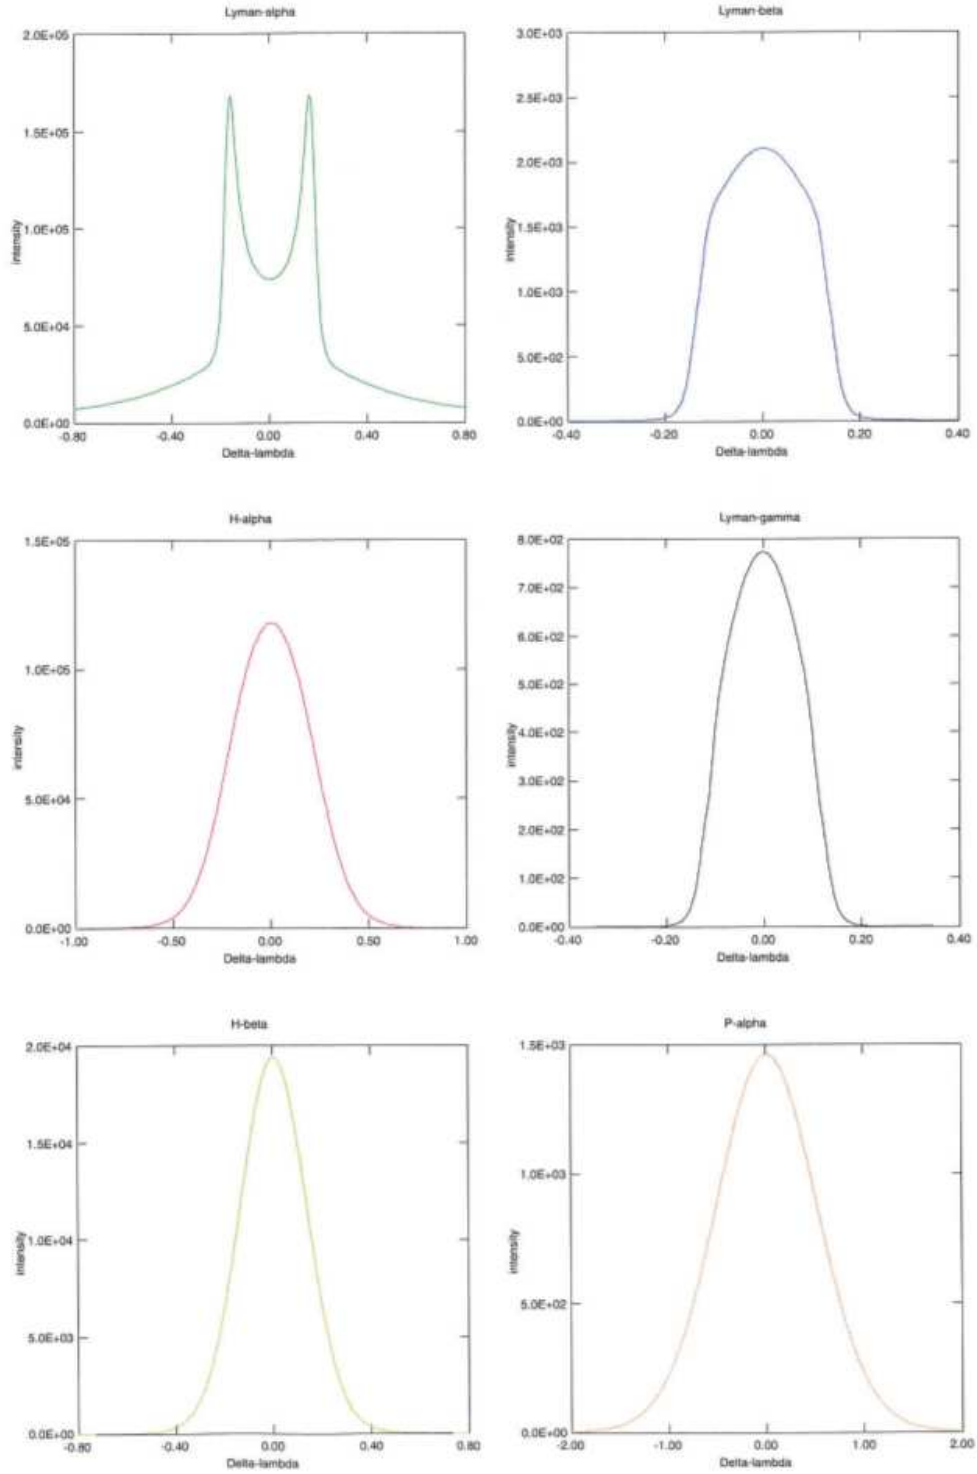 Lyman-alpha
2.0E+05
1.5E+05
1.0E+05
5.0E+04
0.0E+00
intensity
-0.80 -0.40 0.00 0.40 0.80
Delta-lambda
Lyman-beta
3.0E+03
2.5E+03
2.0E+03
1.5E+03
1.0E+03
5.0E+02
0.0E+00
intensity
-0.40 -0.20 0.00 0.20 0.40
Delta-lambda
H-alpha
1.5E+05
1.0E+05
5.0E+04
0.0E+00
intensity
-1.00 -0.50 0.00 0.50 1.00
Delta-lambda
Lyman-gamma
8.0E+02
7.0E+02
6.0E+02
5.0E+02
4.0E+02
3.0E+02
2.0E+02
1.0E+02
0.0E+00
intensity
-0.40 -0.20 0.00 0.20 0.40
Delta-lambda
H-beta
2.0E+04
1.5E+04
1.0E+04
5.0E+03
0.0E+00
intensity
-0.80 -0.40 0.00 0.40 0.80
Delta-lambda
P-alpha
1.5E+03
1.0E+03
5.0E+02
0.0E+00
intensity
-2.00 -1.00 0.00 1.00 2.00
Delta-lambda